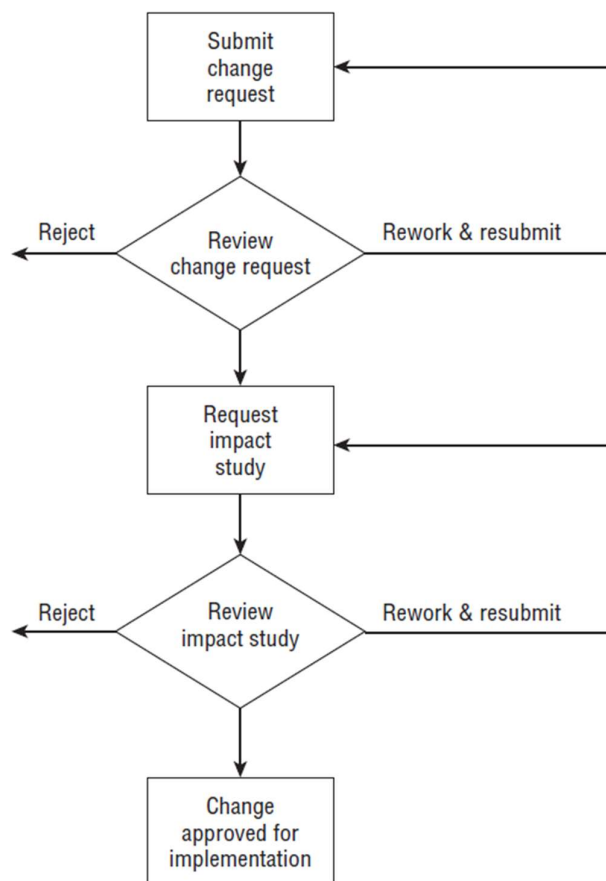 Submit
change
request
Reject
Review
change request
Rework & resubmit
Request
impact
study
Reject
Review
impact study
Rework & resubmit
Change
approved for
implementation